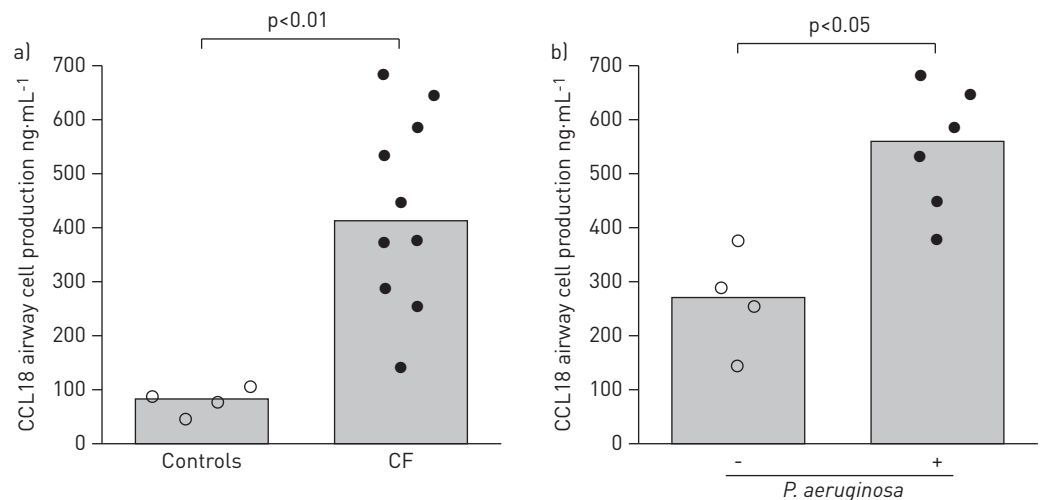 a)
p<0.01
CCL18 airway cell production ng·mL⁻¹
700
600
500
400
300
200
100
0
Controls CF
b)
p<0.05
CCL18 airway cell production ng·mL⁻¹
700
600
500
400
300
200
100
0
- +
P. aeruginosa